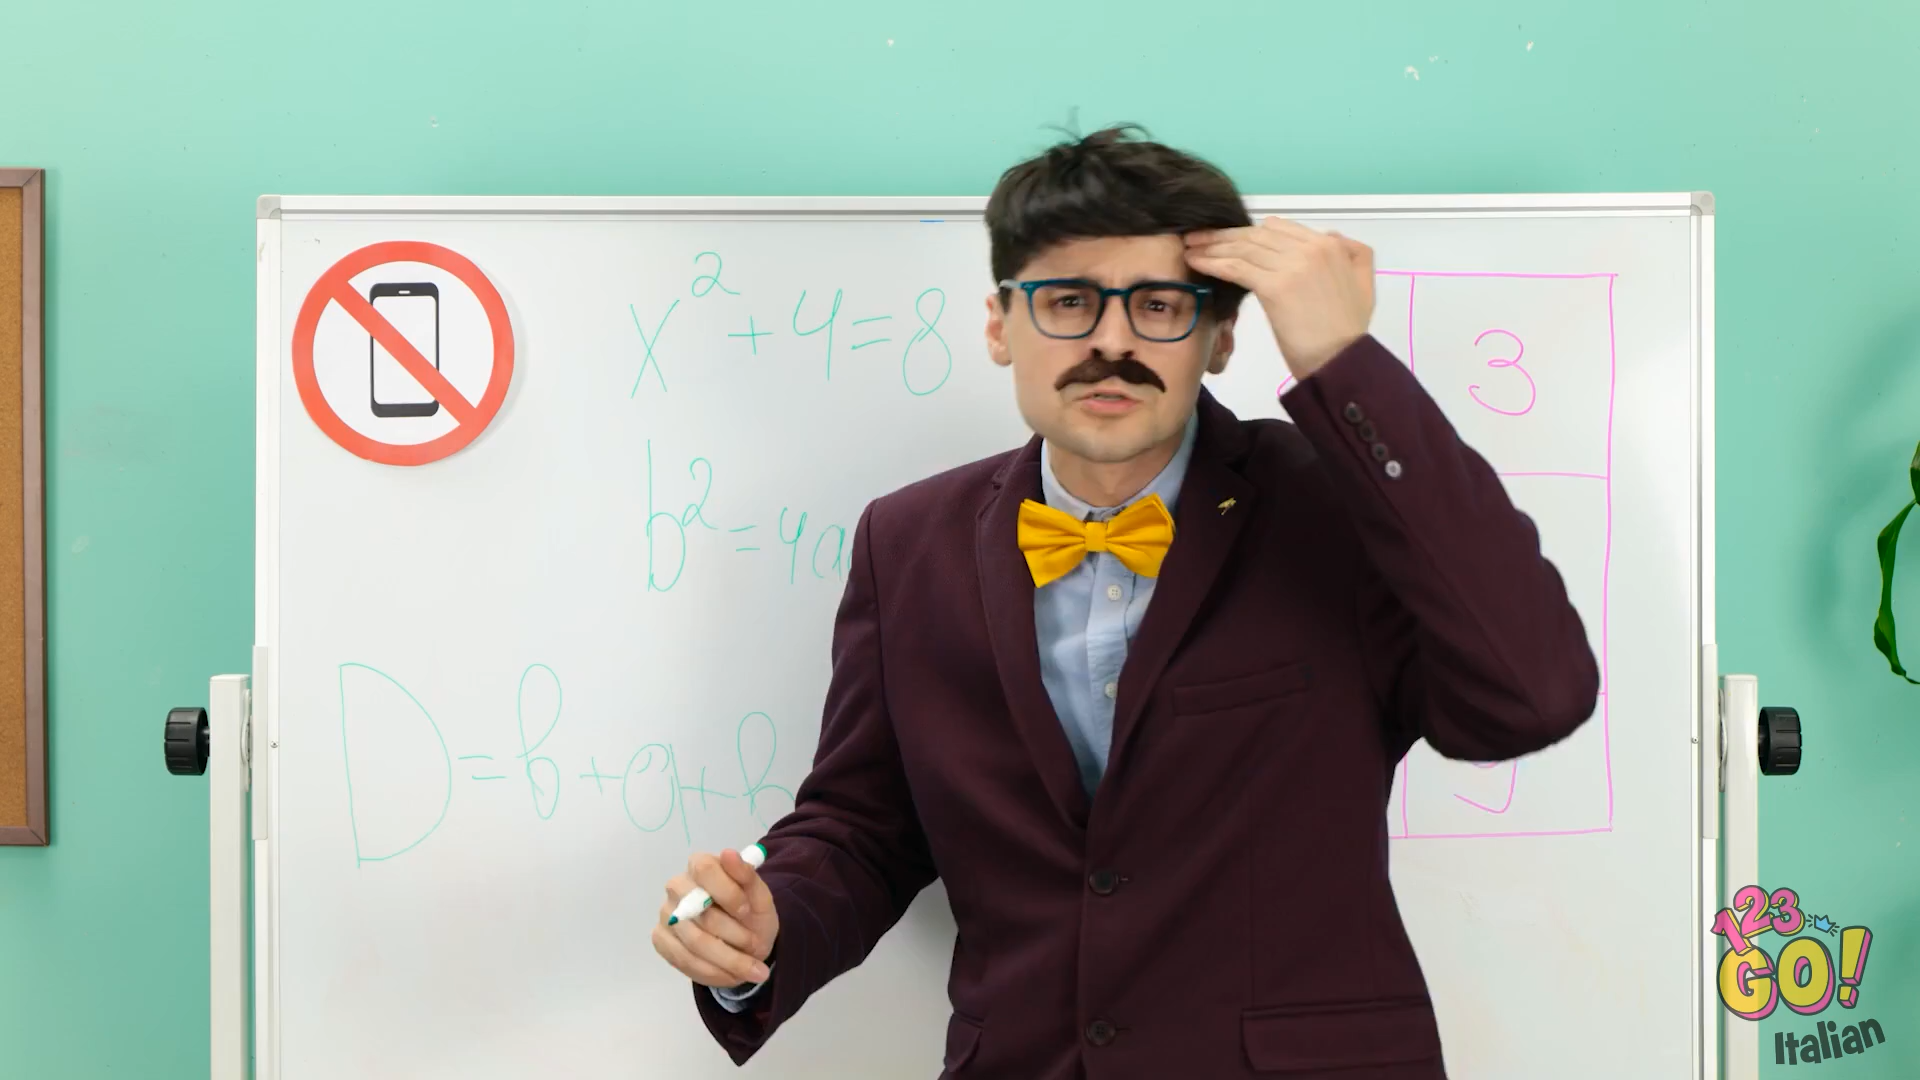 x² + 4 = 8
3
b² = 4a
D = b + a + b
123
GO!
Italian